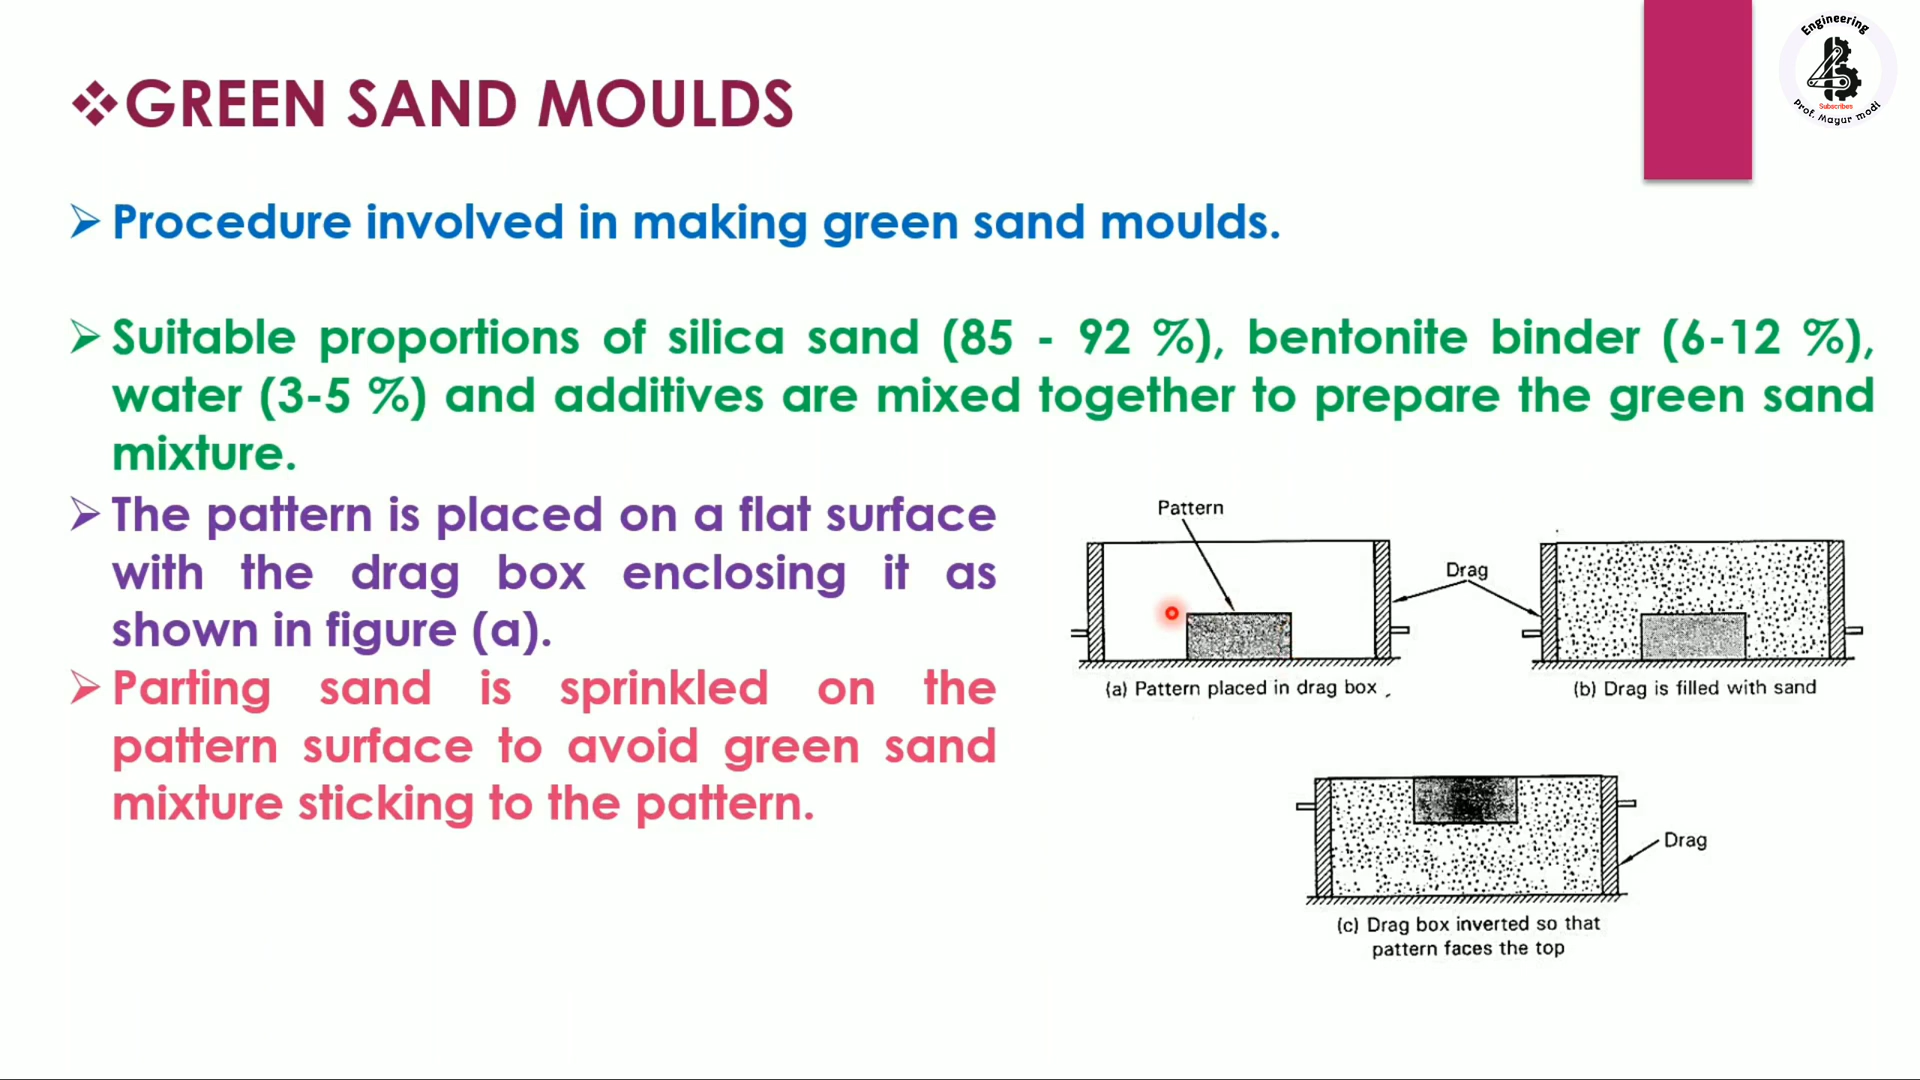 Engineering
Subscribes
Prof. Mayur modi
❖GREEN SAND MOULDS
➢Procedure involved in making green sand moulds.
➢Suitable proportions of silica sand (85 - 92 %), bentonite binder (6-12 %),
water (3-5 %) and additives are mixed together to prepare the green sand
mixture.
➢The pattern is placed on a flat surface
with the drag box enclosing it as
shown in figure (a).
➢Parting sand is sprinkled on the
pattern surface to avoid green sand
mixture sticking to the pattern.
Pattern
Drag
(a) Pattern placed in drag box
(b) Drag is filled with sand
Drag
(c) Drag box inverted so that
pattern faces the top